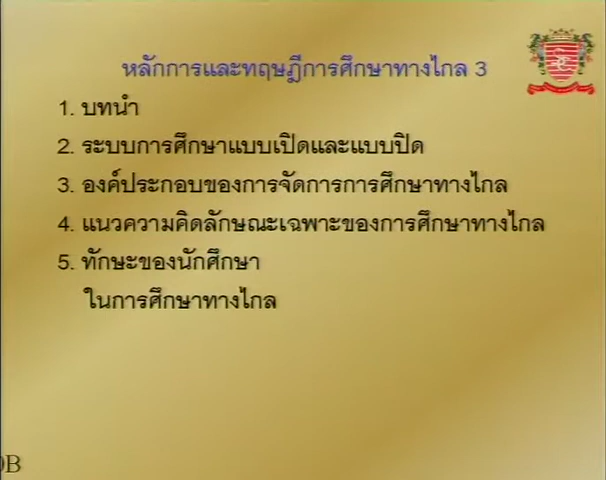 หลักการและทฤษฎีการศึกษาทางไกล 3
1. บทนำ
2. ระบบการศึกษาแบบเปิดและแบบปิด
3. องค์ประกอบของการจัดการการศึกษาทางไกล
4. แนวความคิดลักษณะเฉพาะของการศึกษาทางไกล
5. ทักษะของนักศึกษา
ในการศึกษาทางไกล
0B